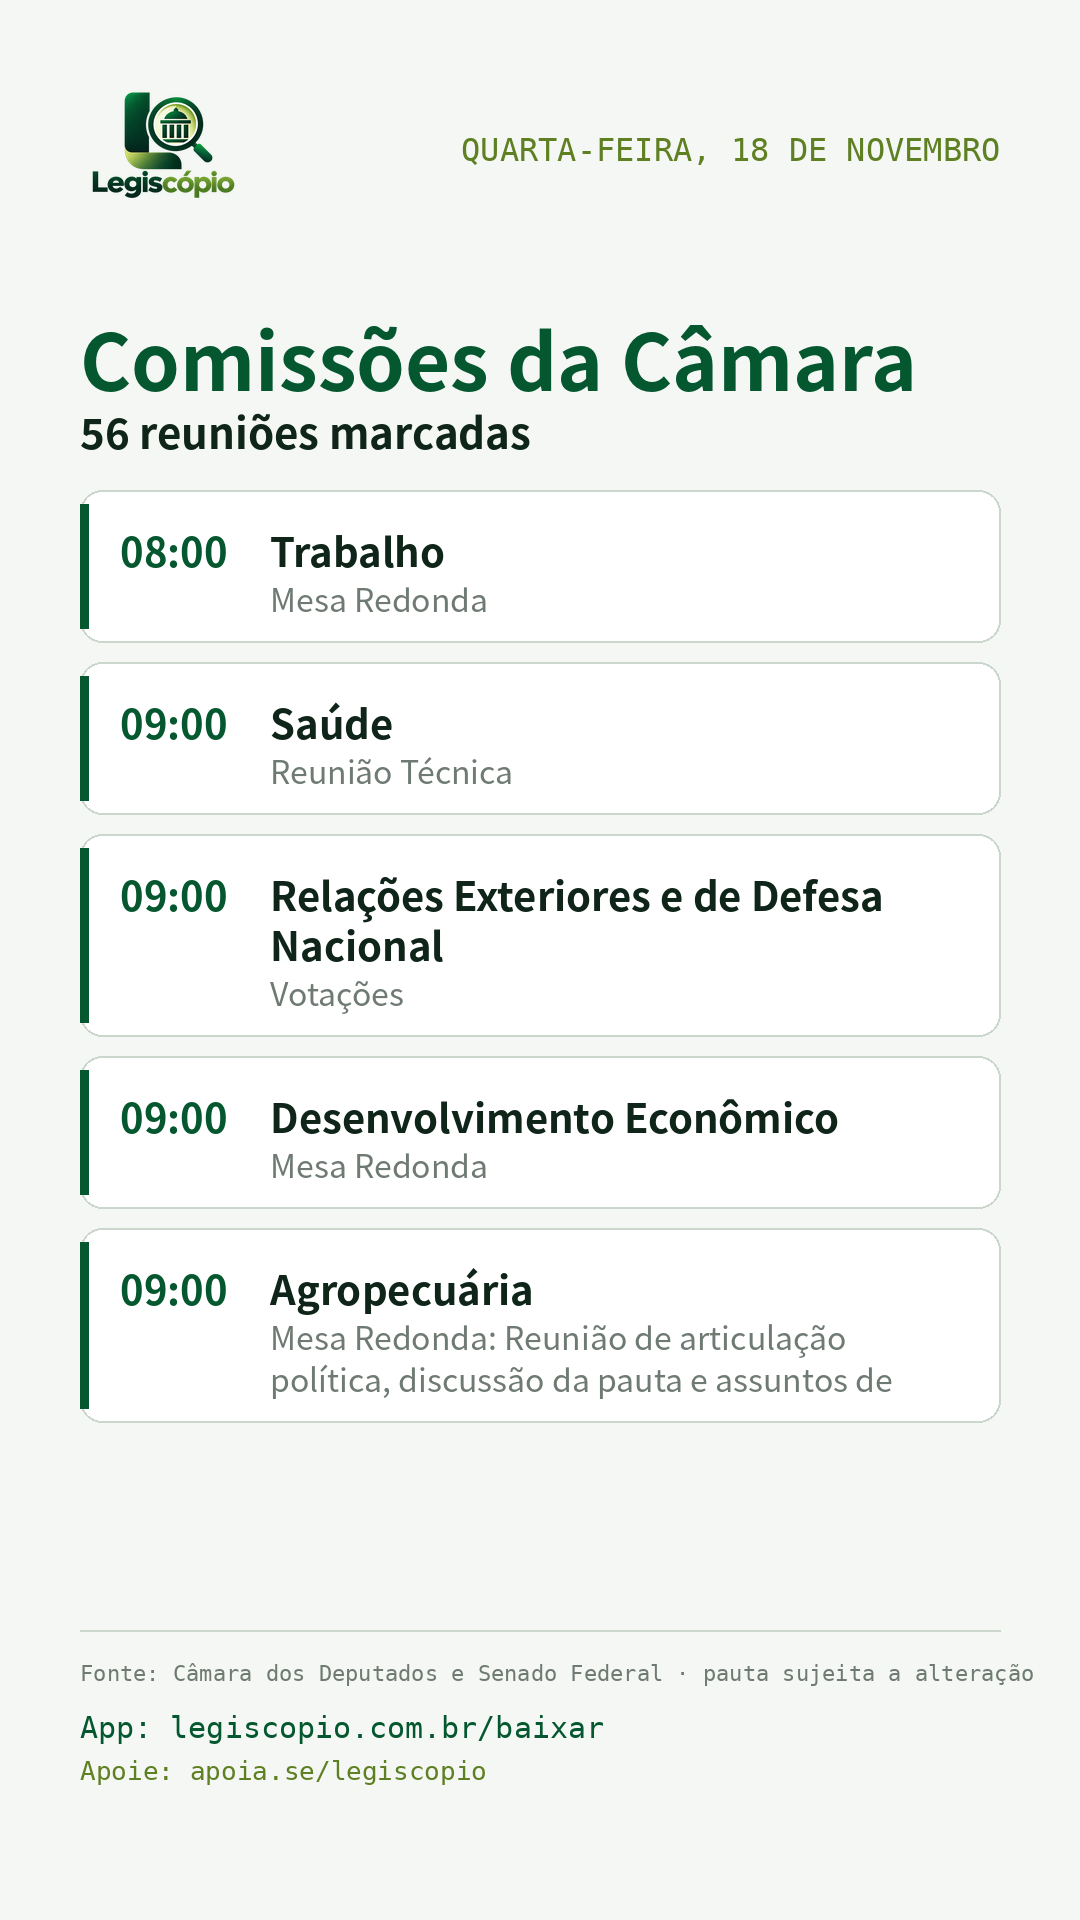 Legiscópio
QUARTA-FEIRA, 18 DE NOVEMBRO
Comissões da Câmara
56 reuniões marcadas
08:00 Trabalho
Mesa Redonda
09:00 Saúde
Reunião Técnica
09:00 Relações Exteriores e de Defesa
Nacional
Votações
09:00 Desenvolvimento Econômico
Mesa Redonda
09:00 Agropecuária
Mesa Redonda: Reunião de articulação
política, discussão da pauta e assuntos de
Fonte: Câmara dos Deputados e Senado Federal · pauta sujeita a alteração
App: legiscopio.com.br/baixar
Apoie: apoia.se/legiscopio